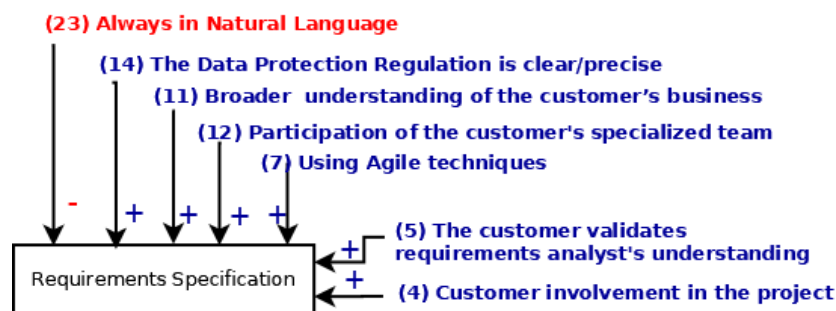 (23) Always in Natural Language
(14) The Data Protection Regulation is clear/precise
(11) Broader understanding of the customer’s business
(12) Participation of the customer's specialized team
(7) Using Agile techniques
- + + + +
(5) The customer validates
requirements analyst's understanding
+
Requirements Specification
+
(4) Customer involvement in the project